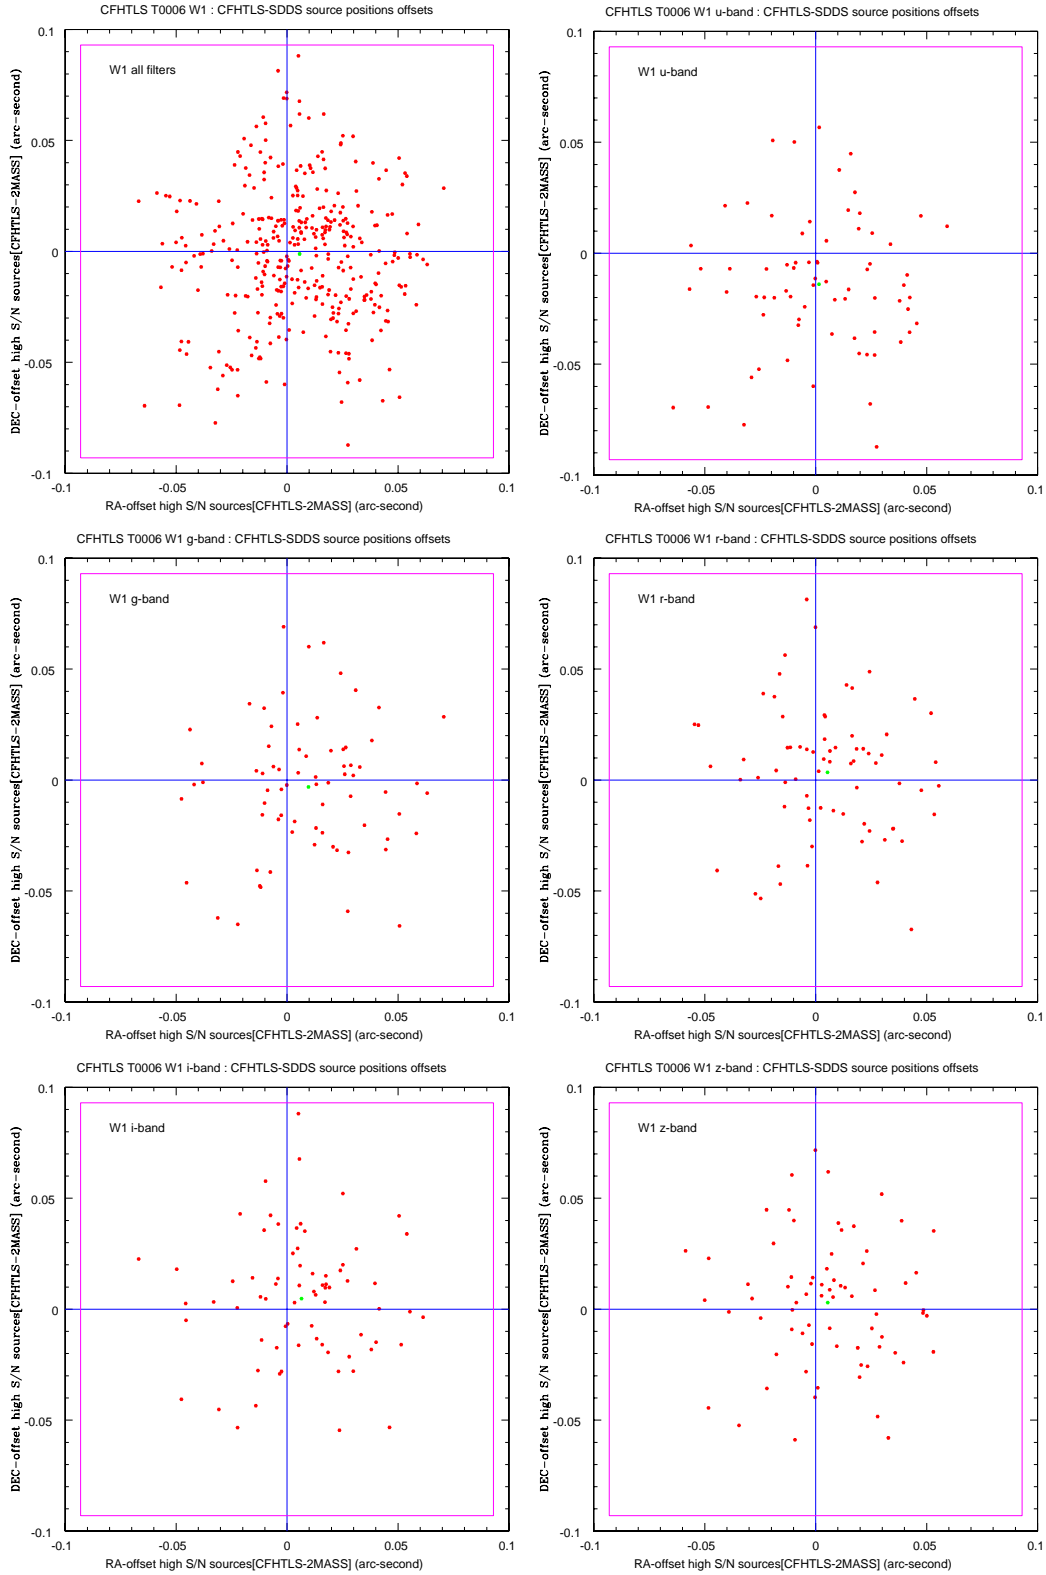 CFHTLS T0006 W1 : CFHTLS-SDDS source positions offsets
W1 all filters
DEC-offset high S/N sources[CFHTLS-2MASS] (arc-second)
0.1
0.05
0
-0.05
-0.1
-0.1
-0.05
0
0.05
0.1
RA-offset high S/N sources[CFHTLS-2MASS] (arc-second)
CFHTLS T0006 W1 u-band : CFHTLS-SDDS source positions offsets
W1 u-band
DEC-offset high S/N sources[CFHTLS-2MASS] (arc-second)
0.1
0.05
0
-0.05
-0.1
-0.1
-0.05
0
0.05
0.1
RA-offset high S/N sources[CFHTLS-2MASS] (arc-second)
CFHTLS T0006 W1 g-band : CFHTLS-SDDS source positions offsets
W1 g-band
DEC-offset high S/N sources[CFHTLS-2MASS] (arc-second)
0.1
0.05
0
-0.05
-0.1
-0.1
-0.05
0
0.05
0.1
RA-offset high S/N sources[CFHTLS-2MASS] (arc-second)
CFHTLS T0006 W1 r-band : CFHTLS-SDDS source positions offsets
W1 r-band
DEC-offset high S/N sources[CFHTLS-2MASS] (arc-second)
0.1
0.05
0
-0.05
-0.1
-0.1
-0.05
0
0.05
0.1
RA-offset high S/N sources[CFHTLS-2MASS] (arc-second)
CFHTLS T0006 W1 i-band : CFHTLS-SDDS source positions offsets
W1 i-band
DEC-offset high S/N sources[CFHTLS-2MASS] (arc-second)
0.1
0.05
0
-0.05
-0.1
-0.1
-0.05
0
0.05
0.1
RA-offset high S/N sources[CFHTLS-2MASS] (arc-second)
CFHTLS T0006 W1 z-band : CFHTLS-SDDS source positions offsets
W1 z-band
DEC-offset high S/N sources[CFHTLS-2MASS] (arc-second)
0.1
0.05
0
-0.05
-0.1
-0.1
-0.05
0
0.05
0.1
RA-offset high S/N sources[CFHTLS-2MASS] (arc-second)